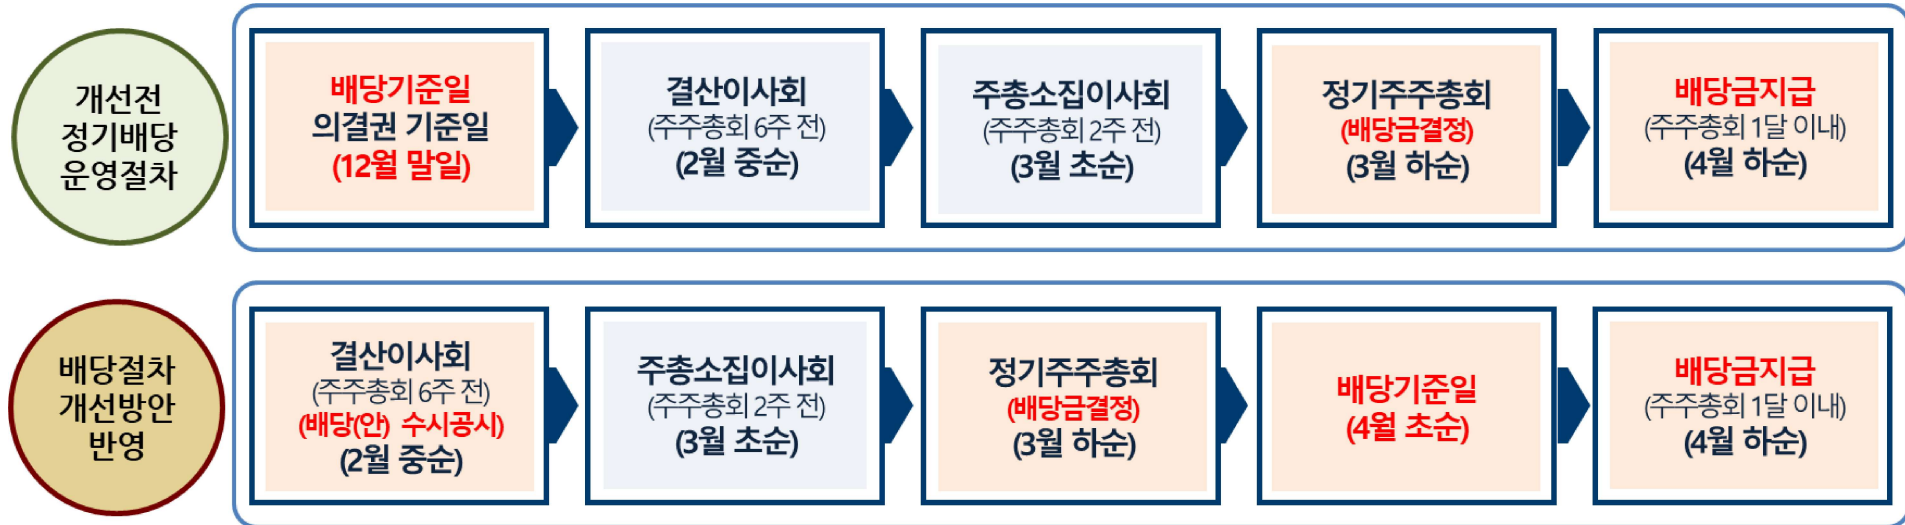 개선전
정기배당
운영절차
배당기준일
의결권 기준일
(12월 말일)
결산이사회
(주주총회 6주 전)
(2월 중순)
주총소집이사회
(주주총회 2주 전)
(3월 초순)
정기주주총회
(배당금결정)
(3월 하순)
배당금지급
(주주총회 1달 이내)
(4월 하순)
배당절차
개선방안
반영
결산이사회
(주주총회 6주 전)
(배당(안) 수시공시)
(2월 중순)
주총소집이사회
(주주총회 2주 전)
(3월 초순)
정기주주총회
(배당금결정)
(3월 하순)
배당기준일
(4월 초순)
배당금지급
(주주총회 1달 이내)
(4월 하순)